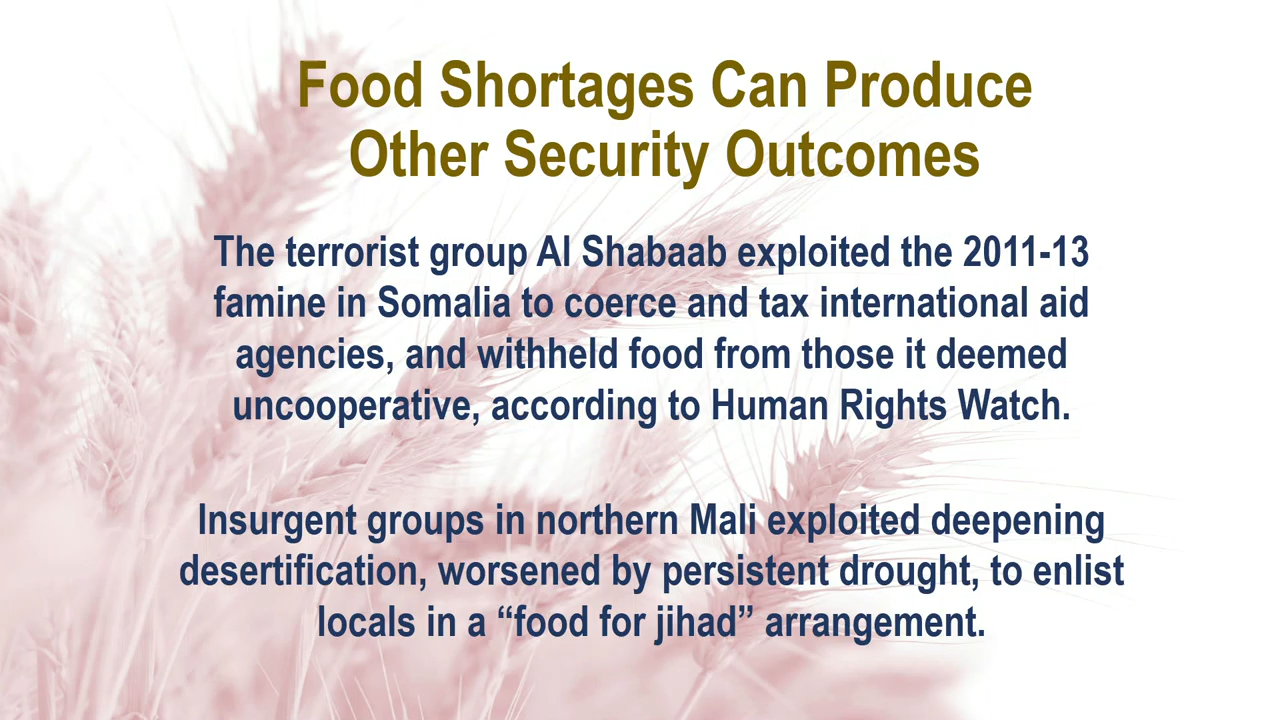 Food Shortages Can Produce
Other Security Outcomes
The terrorist group Al Shabaab exploited the 2011-13
famine in Somalia to coerce and tax international aid
agencies, and withheld food from those it deemed
uncooperative, according to Human Rights Watch.
Insurgent groups in northern Mali exploited deepening
desertification, worsened by persistent drought, to enlist
locals in a “food for jihad” arrangement.